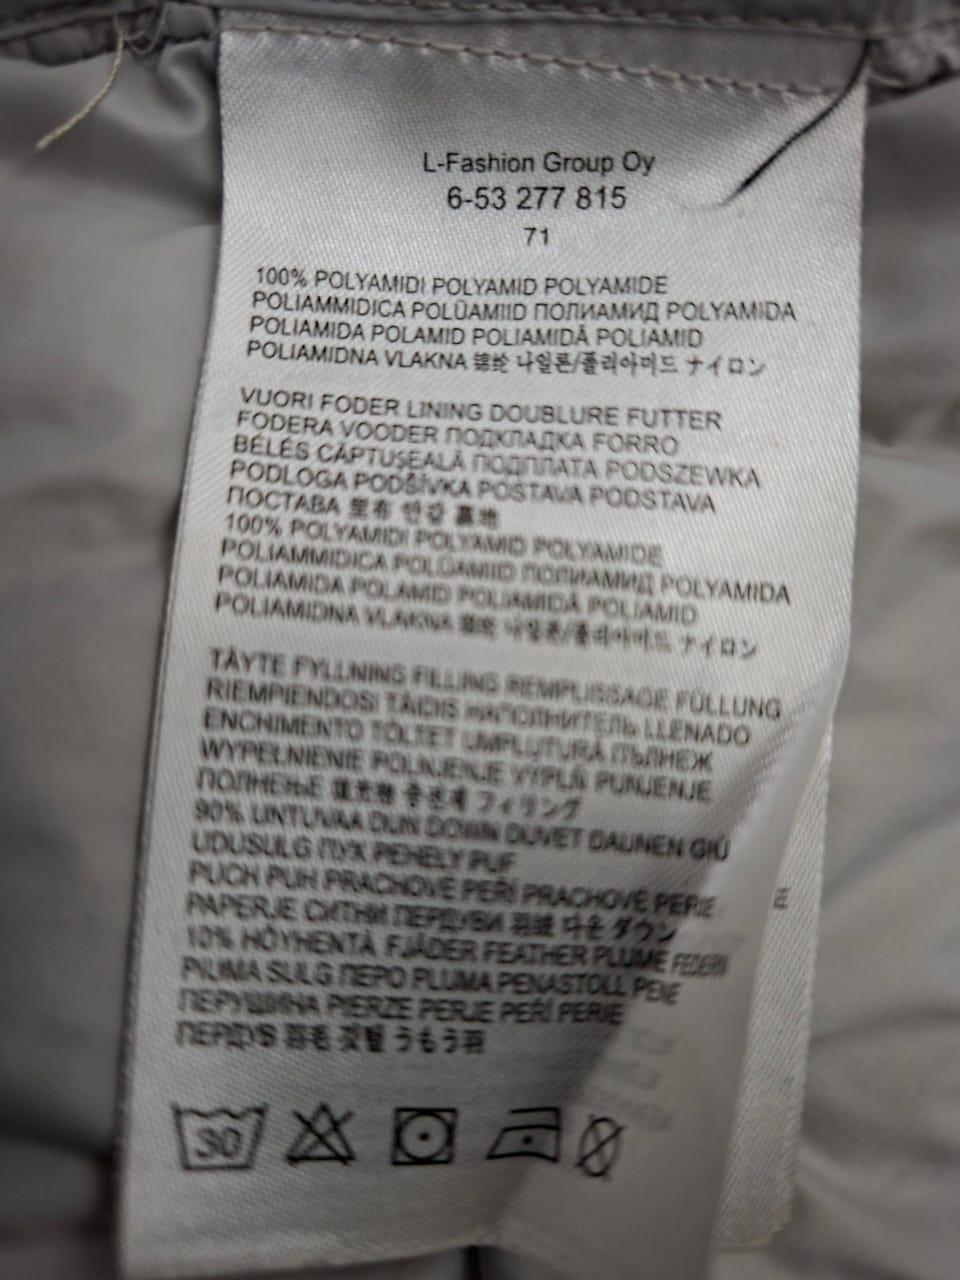 L-Fashion Group Oy
6-53 277 815
71
100% POLYAMIDI POLYAMID POLYAMIDE
POLIAMMIDICA POLÜAMIID ПОЛИАМИД POLYAMIDA
POLIAMIDA POLAMID POLIAMIDĂ POLIAMID
POLIAMIDNA VLAKNA 锦纶 나일론/폴리아미드 ナイロン
VUORI FODER LINING DOUBLURE FUTTER
FODERA VOODER ПОДКЛАДКА FORRO
BÉLÉS CĂPTUŞEALĂ ПОДПЛАТА PODSZEWKA
PODLOGA PODŠÍVKA POSTAVA PODSTAVA
ПОСТАВА 里布 안감 裏地
100% POLYAMIDI POLYAMID POLYAMIDE
POLIAMMIDICA POLÜAMIID ПОЛИАМИД POLYAMIDA
POLIAMIDA POLAMID POLIAMIDĂ POLIAMID
POLIAMIDNA VLAKNA 锦纶 나일론/폴리아미드 ナイロン
TÄYTE FYLLNING FILLING REMPLISSAGE FÜLLUNG
RIEMPIENDOSI TÄIDIS НАПОЛНИТЕЛЬ LLENADO
ENCHIMENTO TÖLTET UMPLUTURĂ ПЪЛНЕЖ
WYPEŁNIENIE POLNJENJE VÝPLŇ PUNJENJE
ПОЛНЕЊЕ 충전재 フィリング
90% UNTUVAA DUN DOWN DUVET DAUNEN GIÙ
UDUSULG ПУХ PEHELY PUF
PUCH PUH PRACHOVÉ PEŘÍ PRACHOVÉ PERIE
PAPERJE СИТНИ ПЕРДУВИ 羽绒 다운 ダウン
10% HÖYHENTÄ FJÄDER FEATHER PLUME FEDERN
PIUMA SULG ПЕРО PLUMA PENASTOLL PENE
ПЕРУШИНА PIERZE PERJE PEŘÍ PERIE
ПЕРДУВ 羽毛 깃털 うもう羽
30